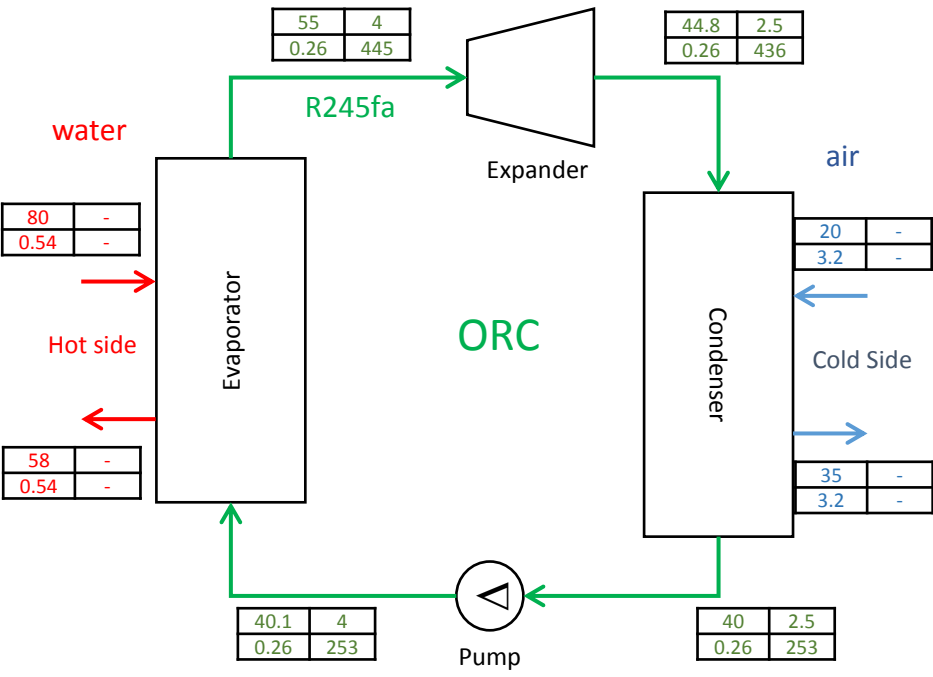 55 4
0.26 445
44.8 2.5
0.26 436
R245fa
water
Expander
air
80 -
0.54 -
20 -
3.2 -
Evaporator
Condenser
ORC
Hot side
Cold Side
58 -
0.54 -
35 -
3.2 -
40.1 4
0.26 253
40 2.5
0.26 253
Pump